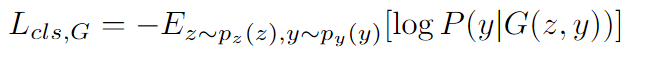 L_{cls,G} = −E_{z∼p_z(z),y∼p_y(y)}[log P(y|G(z, y))]